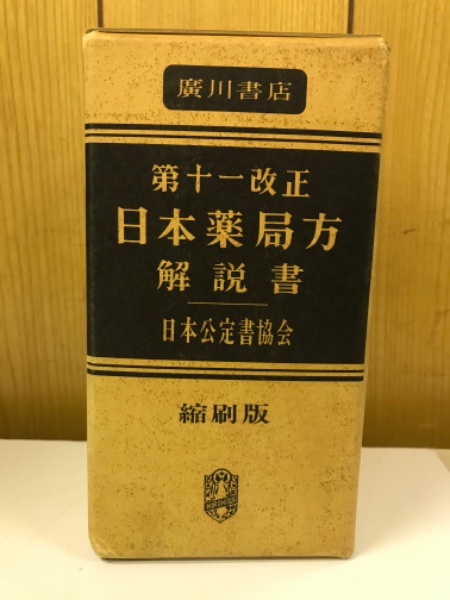 廣川書店
第十一改正
日本薬局方
解説書
日本公定書協会
縮刷版